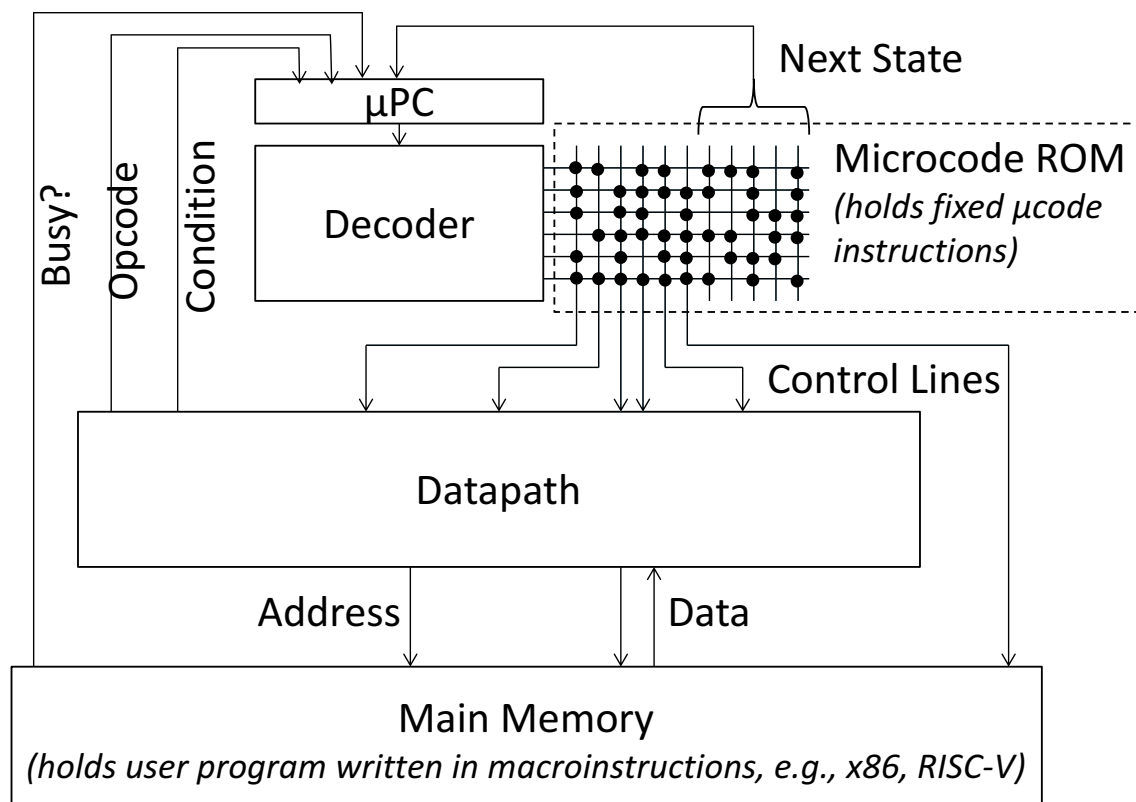 Next State
µPC
Microcode ROM
(holds fixed µcode
instructions)
Decoder
Busy?
Opcode
Condition
Control Lines
Datapath
Address
Data
Main Memory
(holds user program written in macroinstructions, e.g., x86, RISC-V)